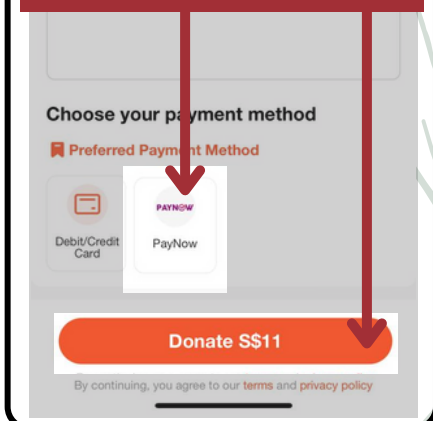 Choose your payment method
Preferred Payment Method
PAYNOW
Debit/Credit
Card
PayNow
Donate S$11
By continuing, you agree to our terms and privacy policy